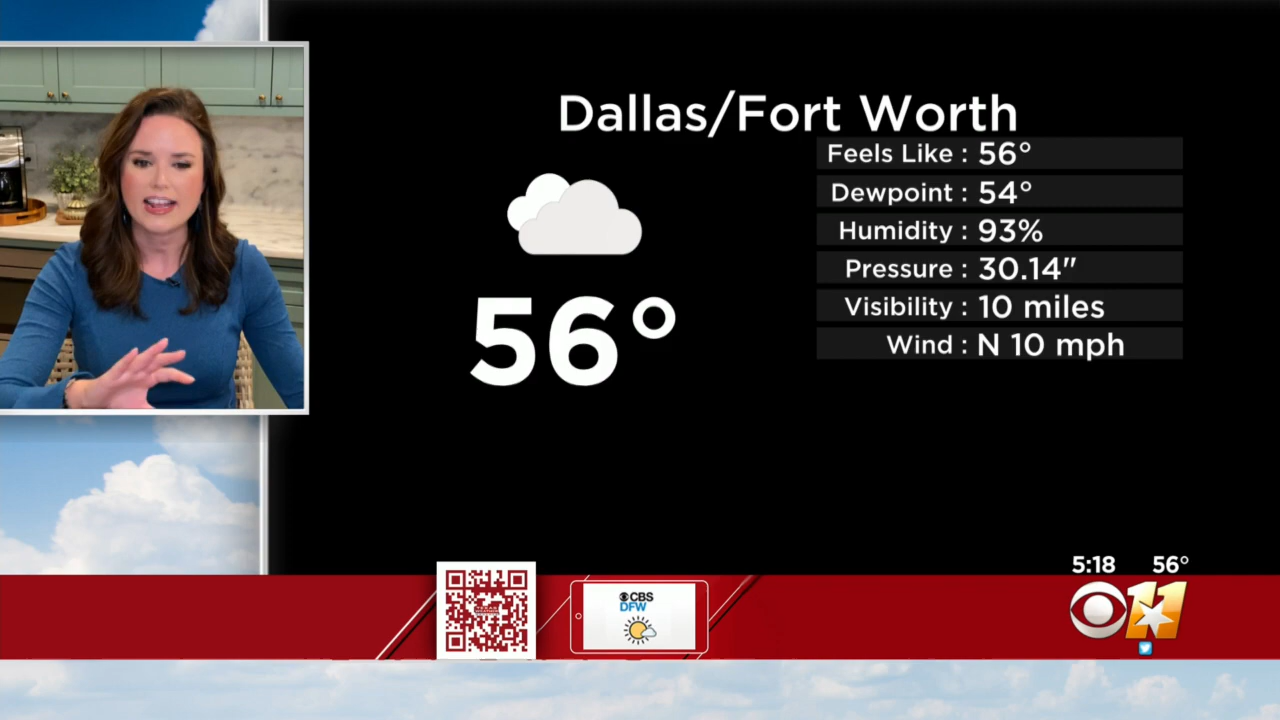 Dallas/Fort Worth
56°
Feels Like : 56°
Dewpoint : 54°
Humidity : 93%
Pressure : 30.14"
Visibility : 10 miles
Wind : N 10 mph
5:18 56°
CBS
DFW
11